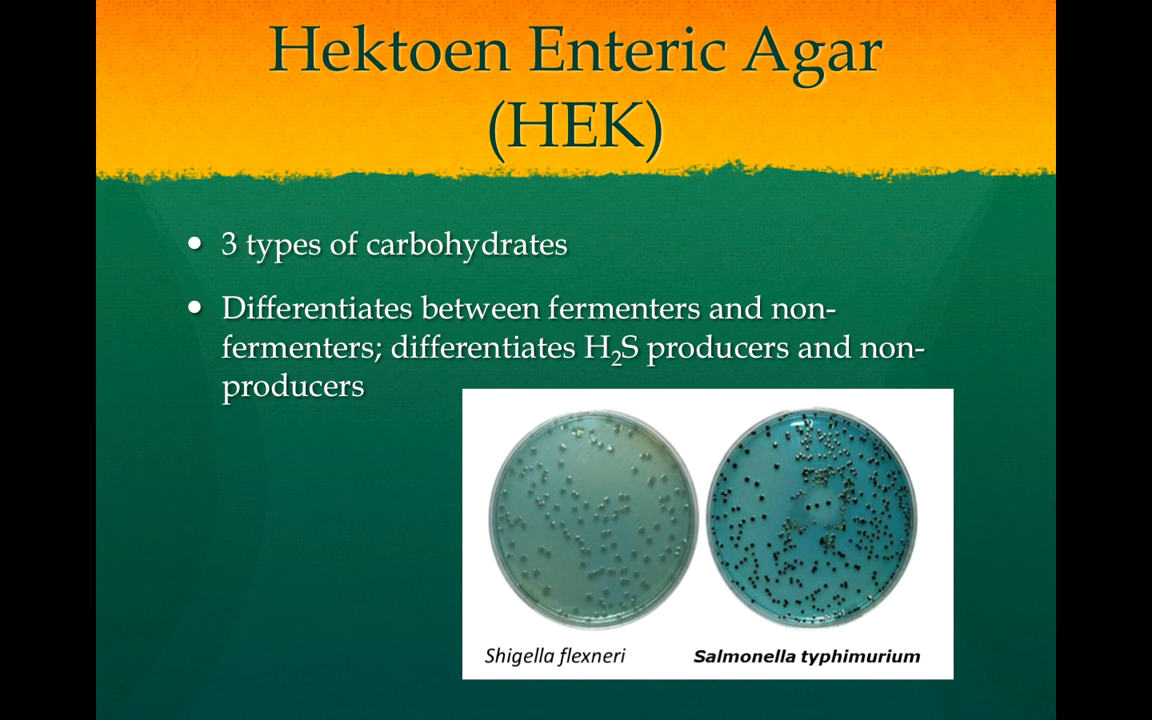 Hektoen Enteric Agar
(HEK)
• 3 types of carbohydrates
• Differentiates between fermenters and non-
fermenters; differentiates H₂S producers and non-
producers
Shigella flexneri
Salmonella typhimurium